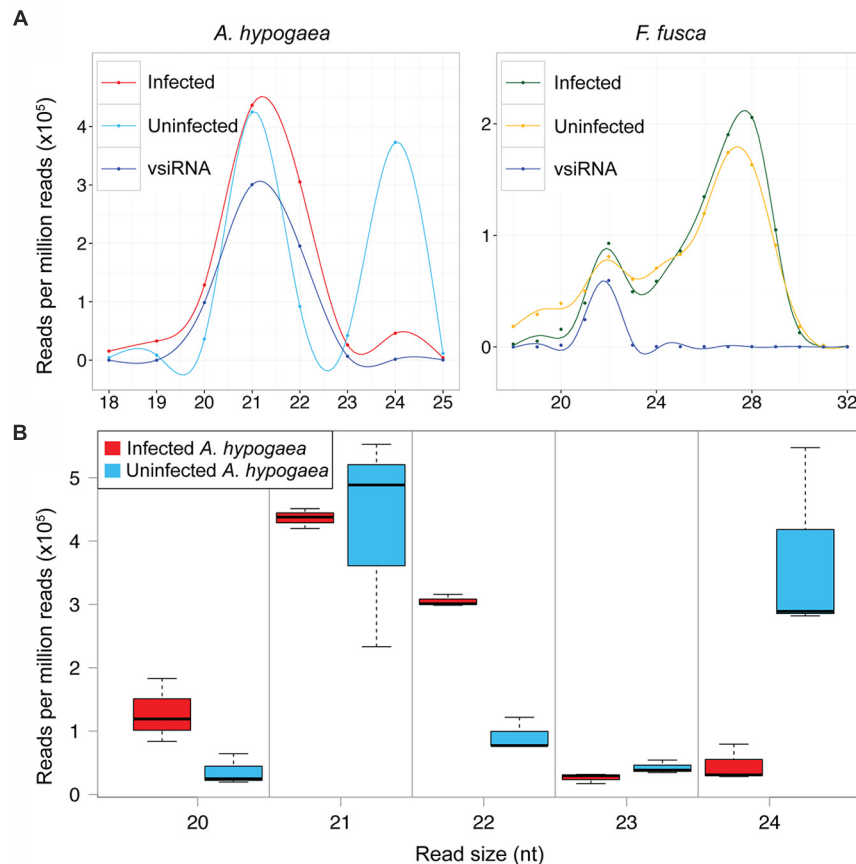 A
A. hypogaea
F. fusca
Reads per million reads (x10⁵)
Infected
Uninfected
vsiRNA
4
3
2
1
0
18 19 20 21 22 23 24 25
Infected
Uninfected
vsiRNA
2
1
0
20 24 28 32
B
Infected A. hypogaea
Uninfected A. hypogaea
Reads per million reads (x10⁵)
5
4
3
2
1
0
20 21 22 23 24
Read size (nt)